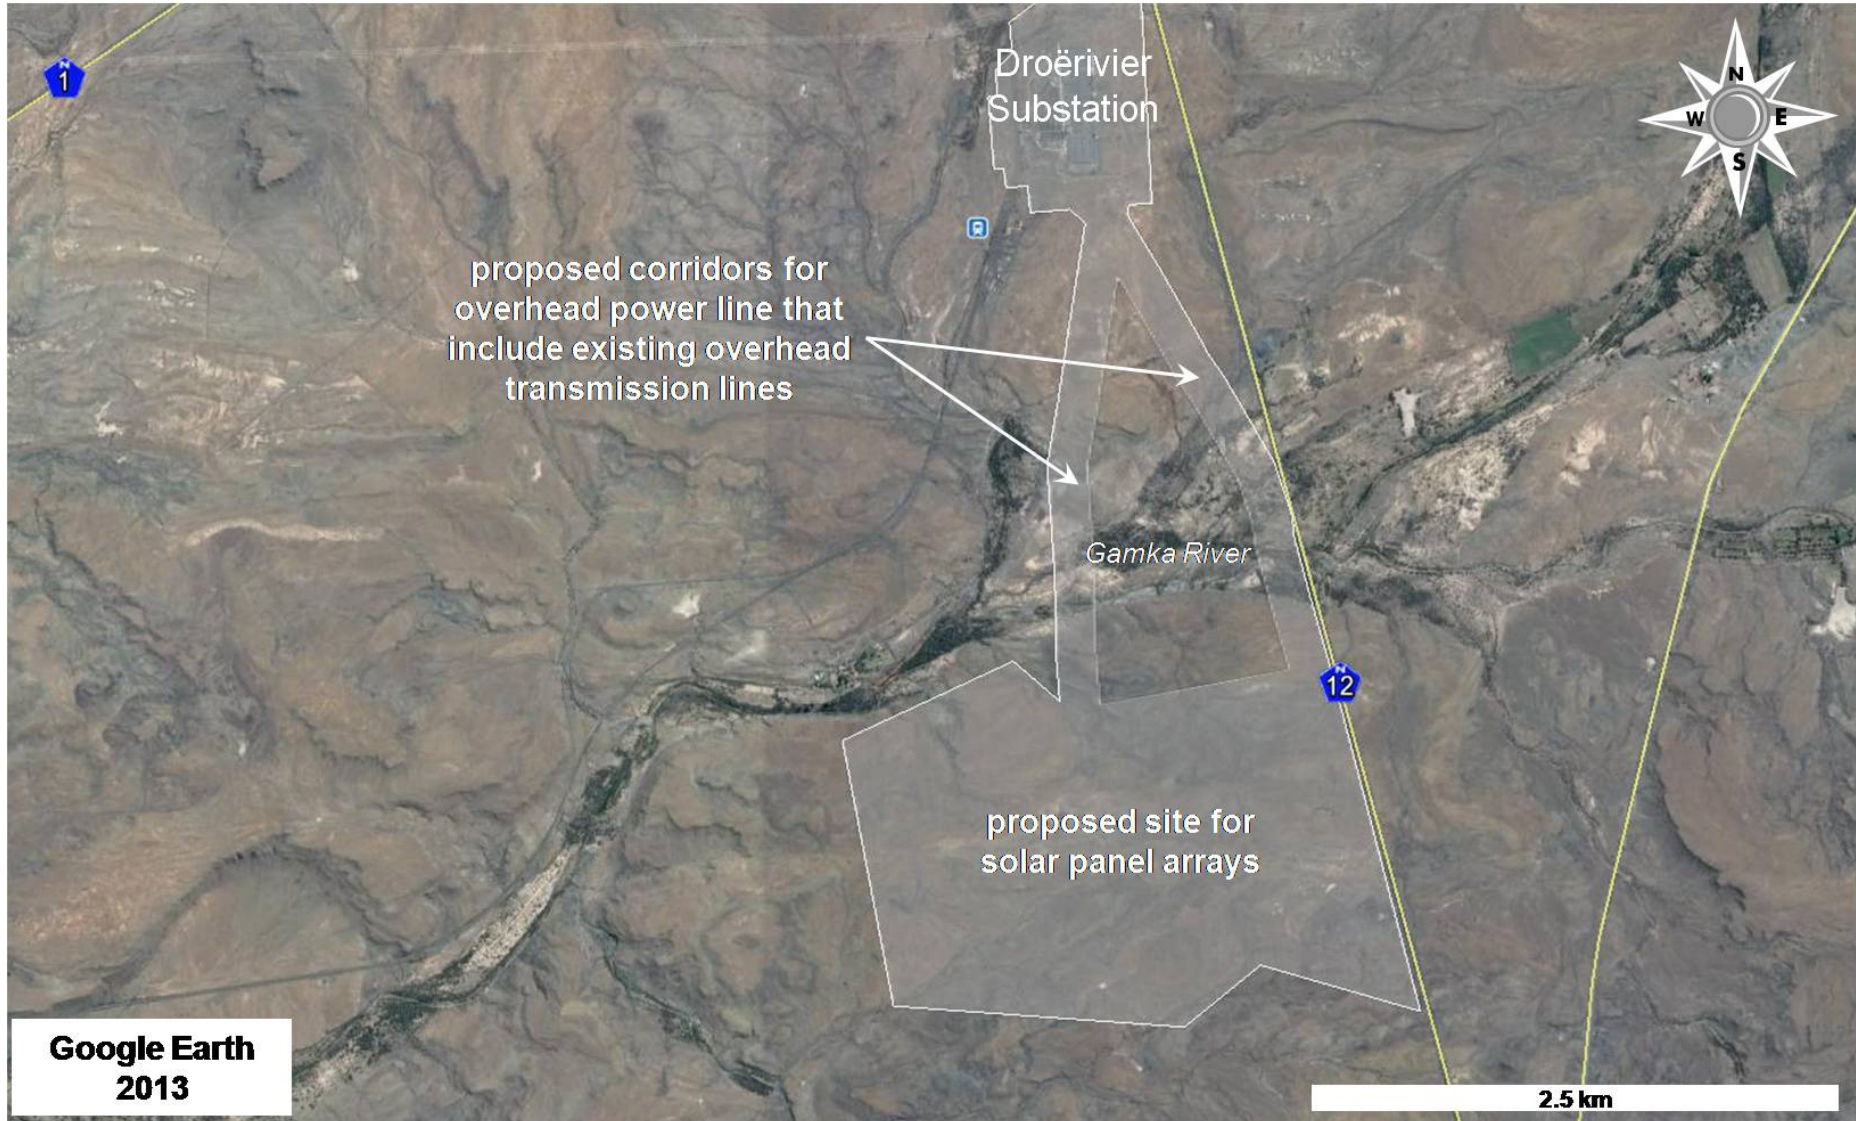 N
1
Droërivier
Substation
N
W E
S
proposed corridors for
overhead power line that
include existing overhead
transmission lines
Gamka River
N
12
proposed site for
solar panel arrays
Google Earth
2013
2.5 km